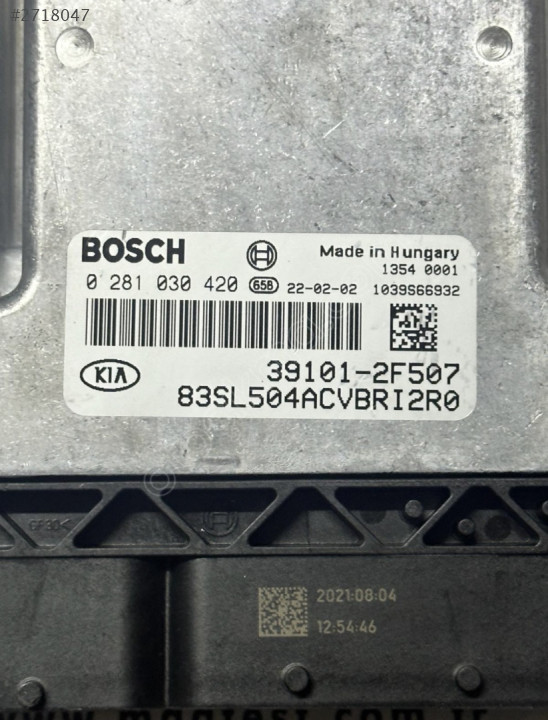 #2718047
BOSCH
Made in Hungary
1354 0001
0 281 030 420 658 22-02-02 1039S66932
KIA
39101-2F507
83SL504ACVBRI2R0
2021:08:04
12:54:46